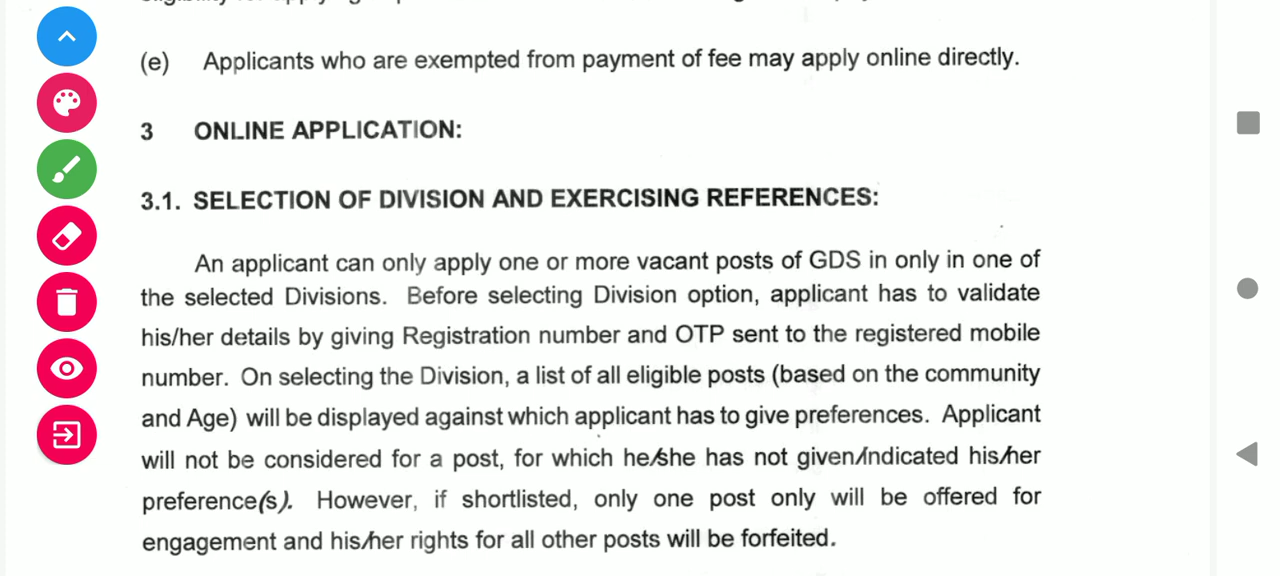 (e) Applicants who are exempted from payment of fee may apply online directly.
3 ONLINE APPLICATION:
3.1. SELECTION OF DIVISION AND EXERCISING REFERENCES:
An applicant can only apply one or more vacant posts of GDS in only in one of
the selected Divisions. Before selecting Division option, applicant has to validate
his/her details by giving Registration number and OTP sent to the registered mobile
number. On selecting the Division, a list of all eligible posts (based on the community
and Age) will be displayed against which applicant has to give preferences. Applicant
will not be considered for a post, for which he/she has not given/indicated his/her
preference(s). However, if shortlisted, only one post only will be offered for
engagement and his/her rights for all other posts will be forfeited.